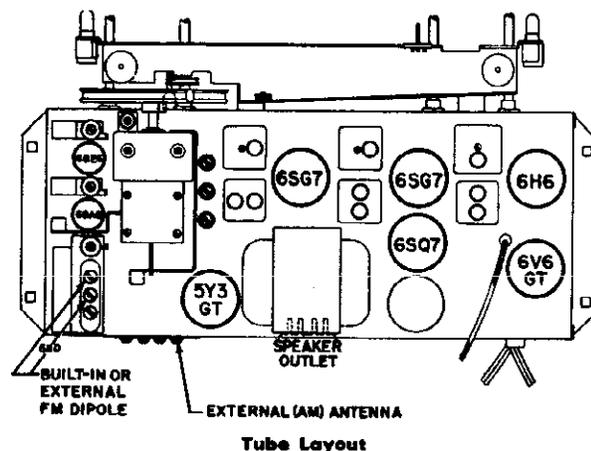 6SG7
6SG7
6H6
6SQ7
6V6
GT
5Y3
GT
SPEAKER
OUTLET
GND
BUILT-IN OR
EXTERNAL
FM DIPOLE
EXTERNAL (AM) ANTENNA
Tube Layout